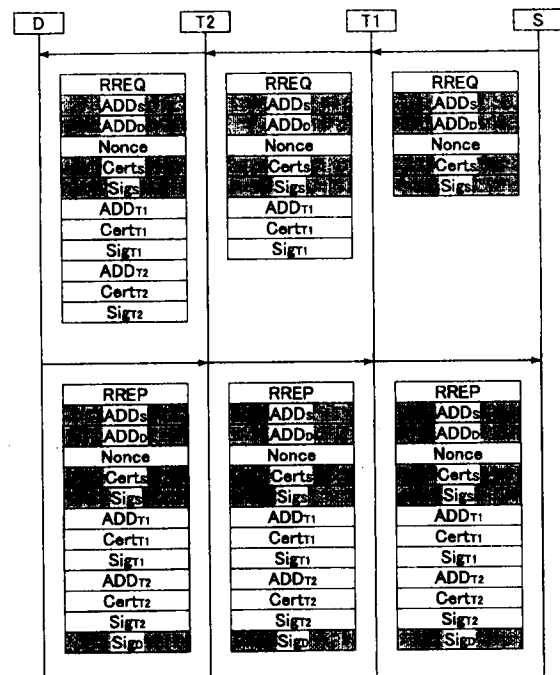 D T2 T1 S
RREQ
ADDS
ADDD
Nonce
CertS
SigS
ADDT1
CertT1
SigT1
ADDT2
CertT2
SigT2
RREQ
ADDS
ADDD
Nonce
CertS
SigS
ADDT1
CertT1
SigT1
RREQ
ADDS
ADDD
Nonce
CertS
SigS
RREP
ADDS
ADDD
Nonce
CertS
SigS
ADDT1
CertT1
SigT1
ADDT2
CertT2
SigT2
SigD
RREP
ADDS
ADDD
Nonce
CertS
SigS
ADDT1
CertT1
SigT1
ADDT2
CertT2
SigT2
SigD
RREP
ADDS
ADDD
Nonce
CertS
SigS
ADDT1
CertT1
SigT1
ADDT2
CertT2
SigT2
SigD